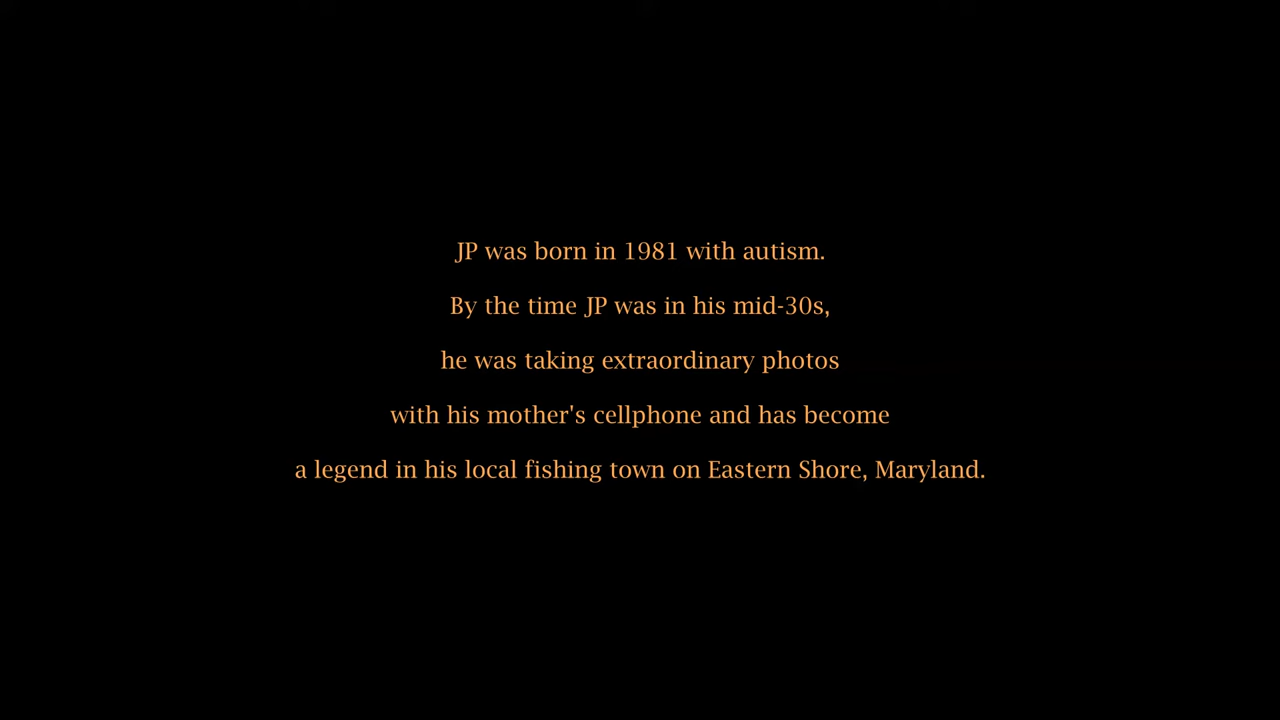 JP was born in 1981 with autism.
By the time JP was in his mid-30s,
he was taking extraordinary photos
with his mother's cellphone and has become
a legend in his local fishing town on Eastern Shore, Maryland.